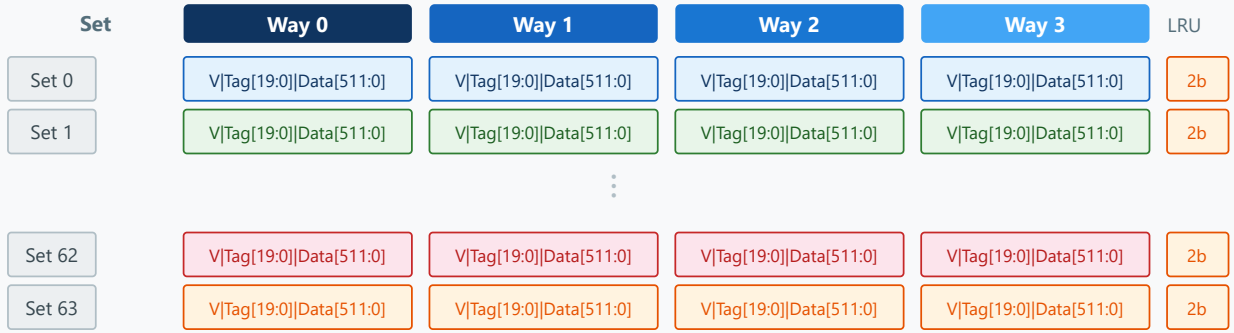 Set Way 0 Way 1 Way 2 Way 3 LRU
Set 0 V|Tag[19:0]|Data[511:0] V|Tag[19:0]|Data[511:0] V|Tag[19:0]|Data[511:0] V|Tag[19:0]|Data[511:0] 2b
Set 1 V|Tag[19:0]|Data[511:0] V|Tag[19:0]|Data[511:0] V|Tag[19:0]|Data[511:0] V|Tag[19:0]|Data[511:0] 2b
⋮
Set 62 V|Tag[19:0]|Data[511:0] V|Tag[19:0]|Data[511:0] V|Tag[19:0]|Data[511:0] V|Tag[19:0]|Data[511:0] 2b
Set 63 V|Tag[19:0]|Data[511:0] V|Tag[19:0]|Data[511:0] V|Tag[19:0]|Data[511:0] V|Tag[19:0]|Data[511:0] 2b